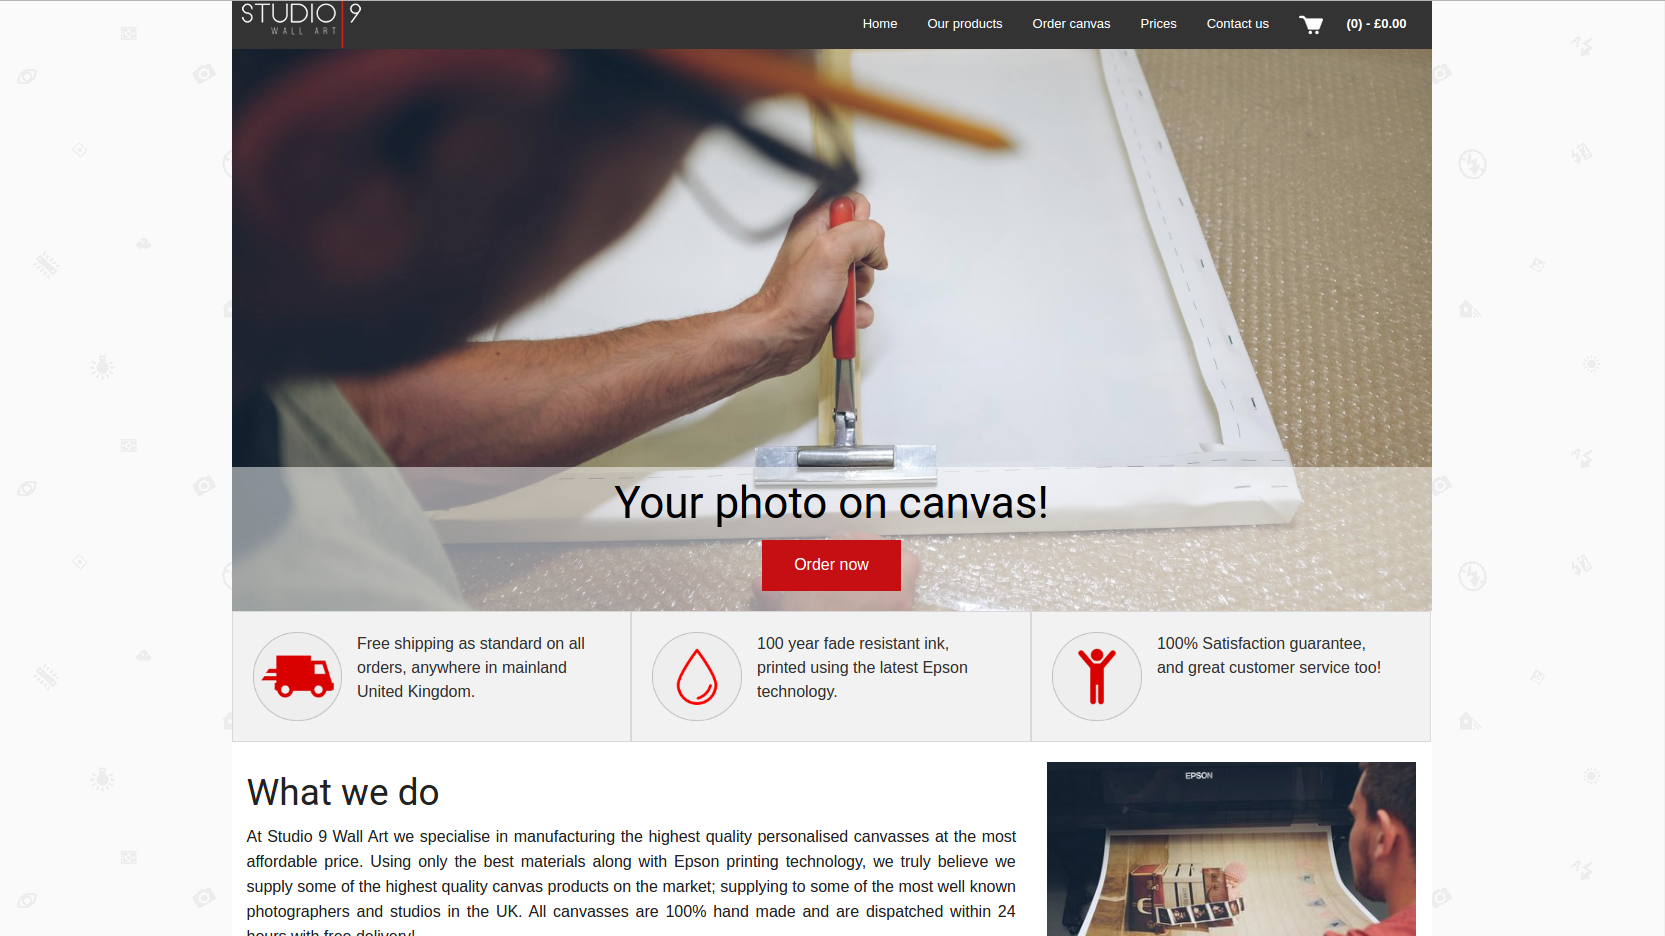 STUDIO 9
WALL ART
Home Our products Order canvas Prices Contact us (0) - £0.00
Your photo on canvas!
Order now
Free shipping as standard on all
orders, anywhere in mainland
United Kingdom.
100 year fade resistant ink,
printed using the latest Epson
technology.
100% Satisfaction guarantee,
and great customer service too!
What we do
EPSON
At Studio 9 Wall Art we specialise in manufacturing the highest quality personalised canvasses at the most
affordable price. Using only the best materials along with Epson printing technology, we truly believe we
supply some of the highest quality canvas products on the market; supplying to some of the most well known
photographers and studios in the UK. All canvasses are 100% hand made and are dispatched within 24
hours with free delivery!